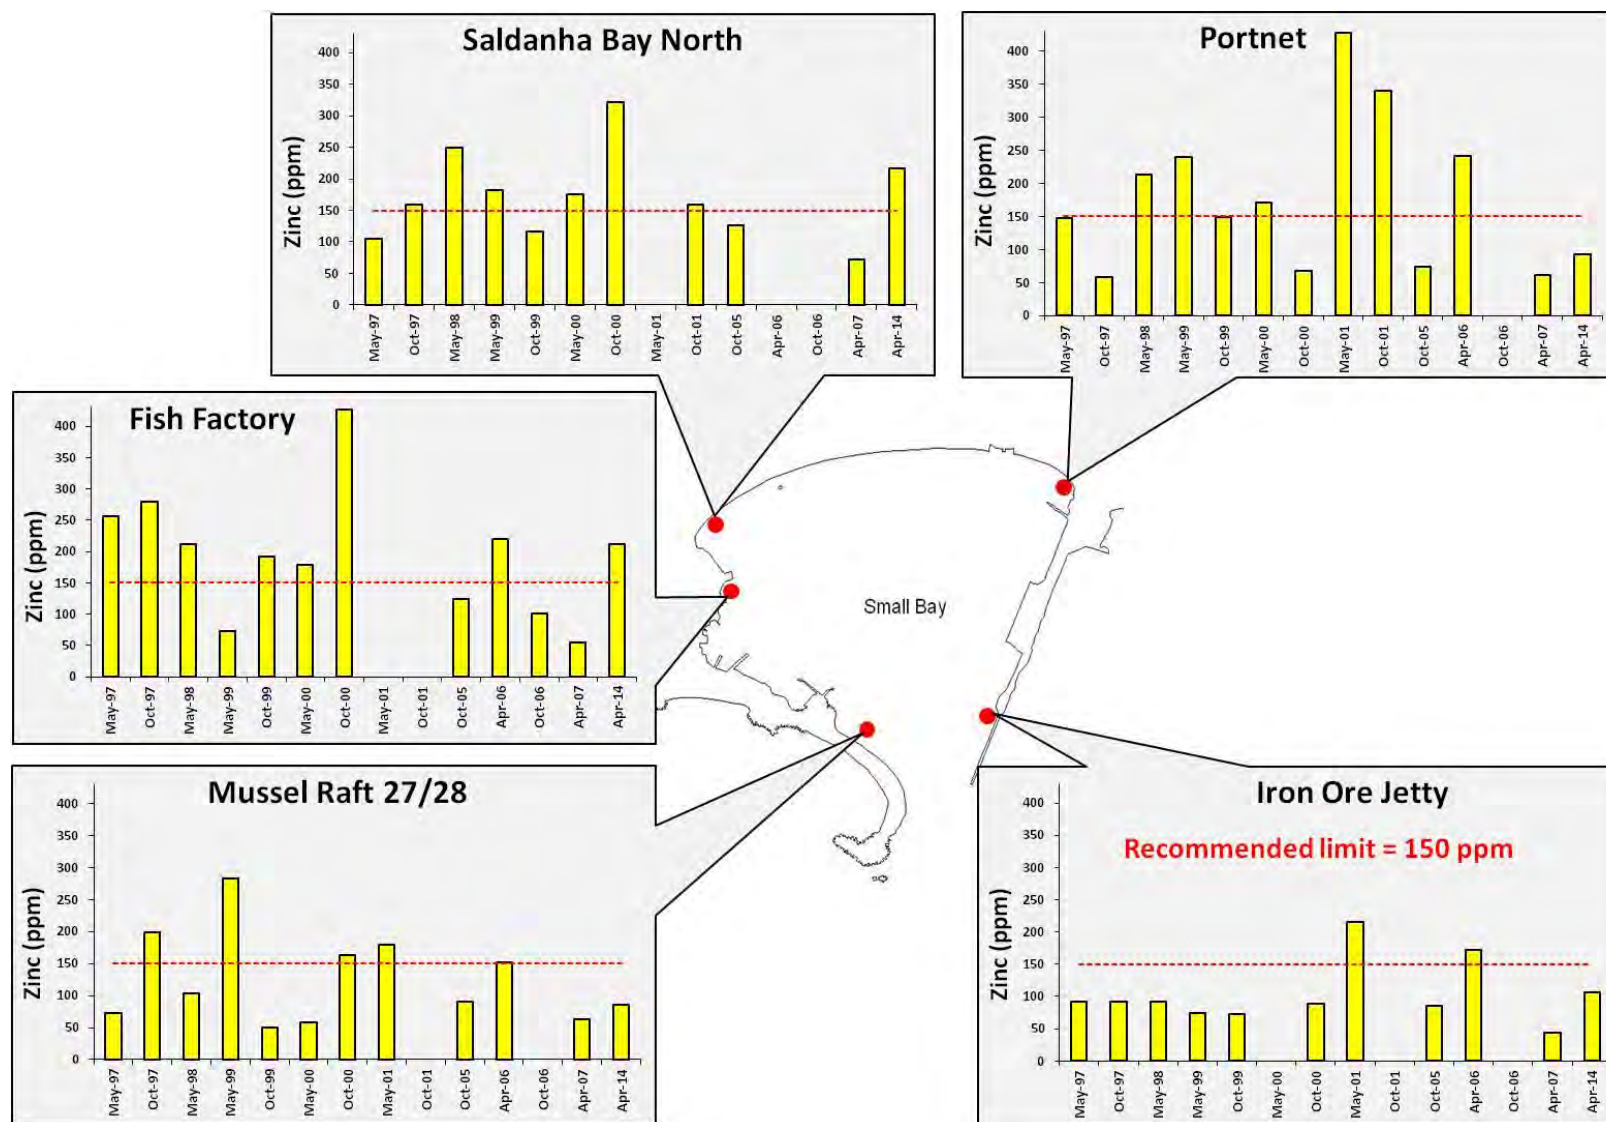 Saldanha Bay North
Zinc (ppm)
400
350
300
250
200
150
100
50
0
May-97
Oct-97
May-98
May-99
Oct-99
May-00
Oct-00
May-01
Oct-01
Oct-05
Apr-06
Oct-06
Apr-07
Apr-14
Portnet
Zinc (ppm)
400
350
300
250
200
150
100
50
0
May-97
Oct-97
May-98
May-99
Oct-99
May-00
Oct-00
May-01
Oct-01
Oct-05
Apr-06
Oct-06
Apr-07
Apr-14
Fish Factory
Zinc (ppm)
400
350
300
250
200
150
100
50
0
May-97
Oct-97
May-98
May-99
Oct-99
May-00
Oct-00
May-01
Oct-01
Oct-05
Apr-06
Oct-06
Apr-07
Apr-14
Small Bay
Mussel Raft 27/28
Zinc (ppm)
400
350
300
250
200
150
100
50
0
May-97
Oct-97
May-98
May-99
Oct-99
May-00
Oct-00
May-01
Oct-01
Oct-05
Apr-06
Oct-06
Apr-07
Apr-14
Iron Ore Jetty
Recommended limit = 150 ppm
Zinc (ppm)
400
350
300
250
200
150
100
50
0
May-97
Oct-97
May-98
May-99
Oct-99
May-00
Oct-00
May-01
Oct-01
Oct-05
Apr-06
Oct-06
Apr-07
Apr-14